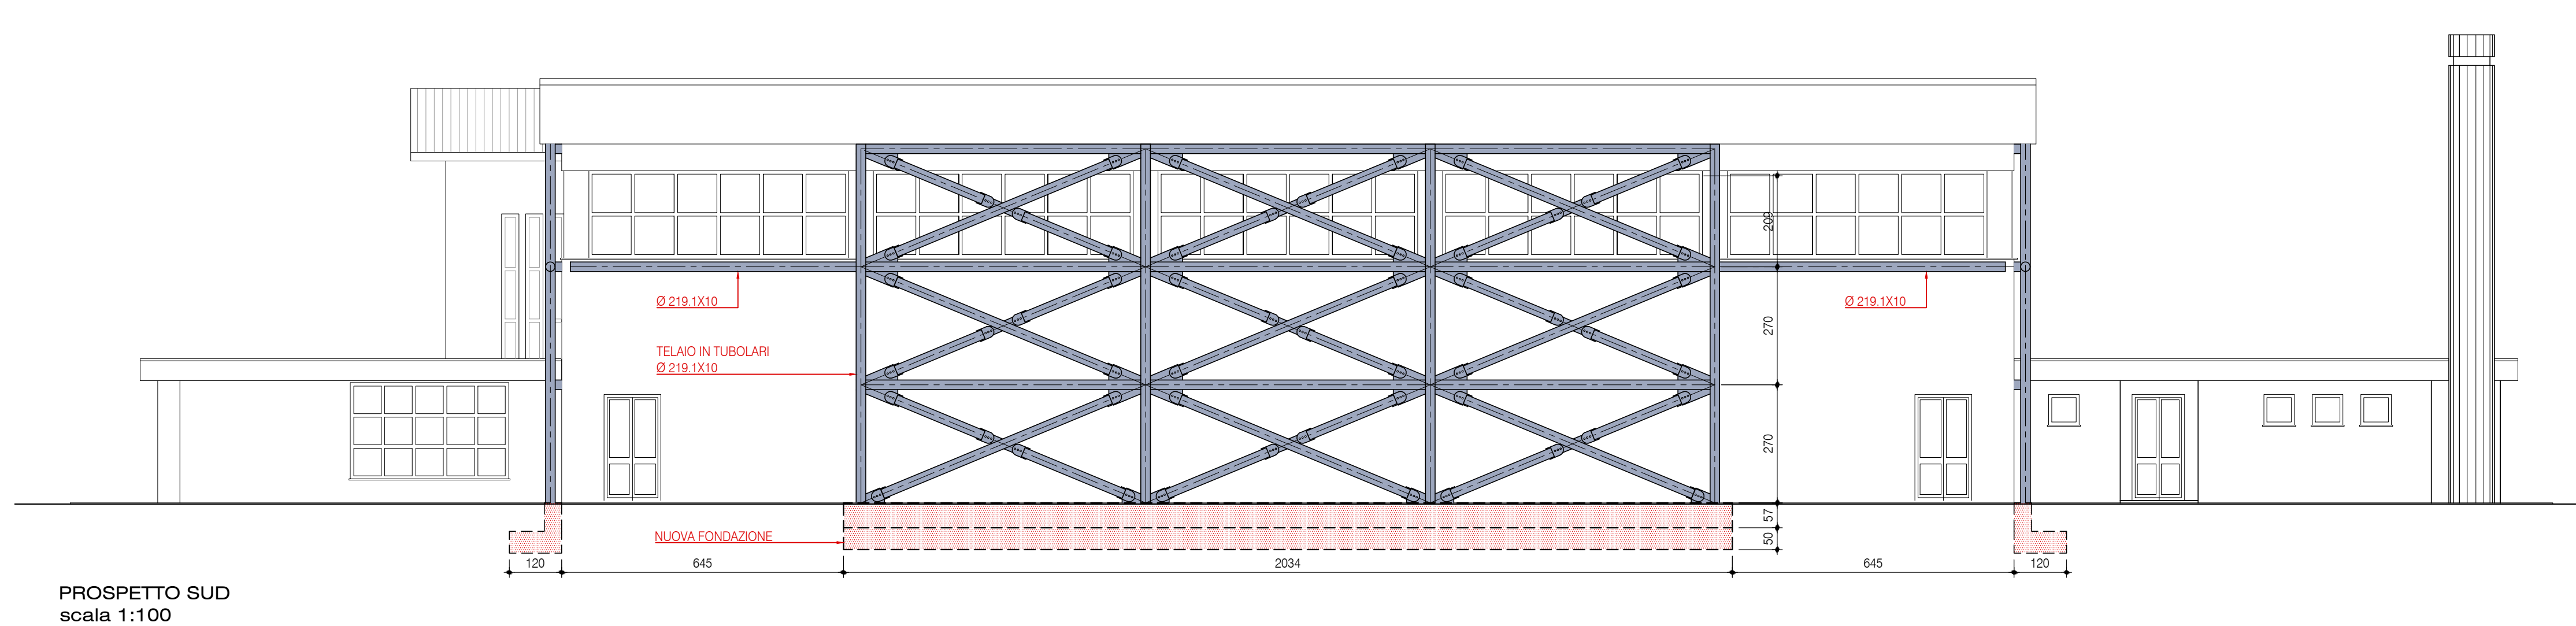 209
Ø 219.1X10
Ø 219.1X10
270
TELAIO IN TUBOLARI
Ø 219.1X10
270
57
NUOVA FONDAZIONE
50
120
645
2034
645
120
PROSPETTO SUD
scala 1:100